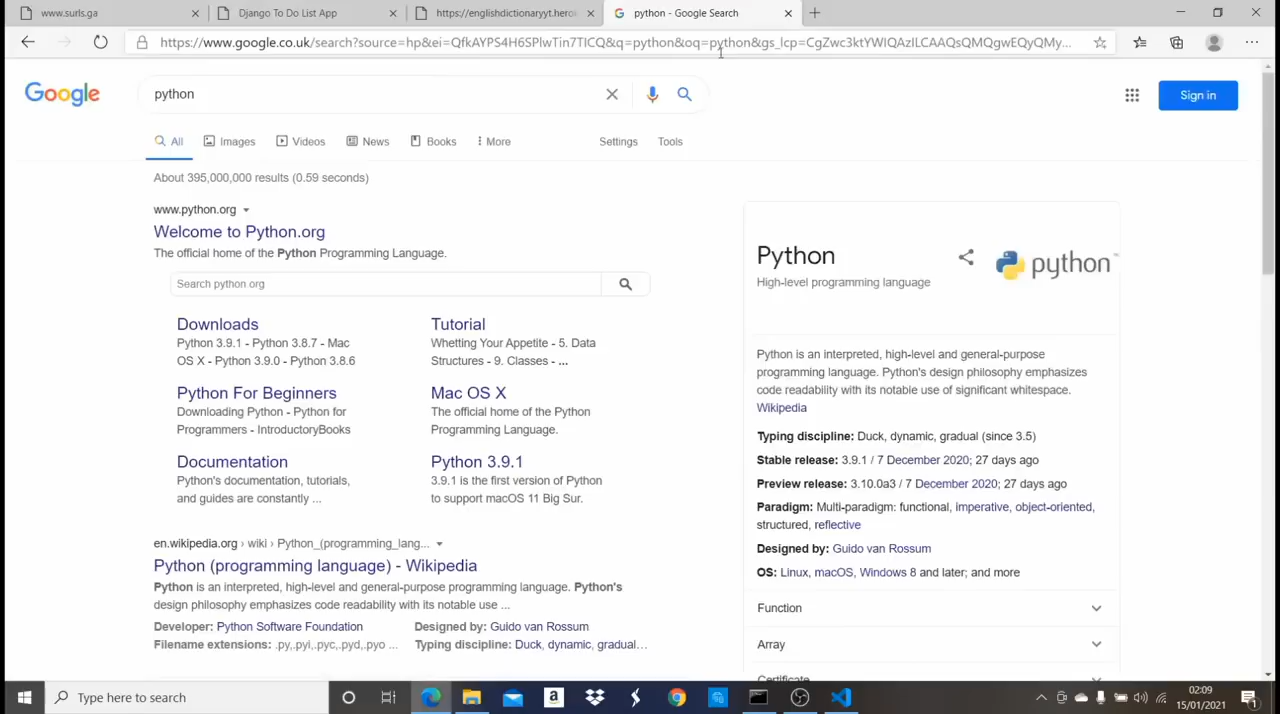 www.surls.ga
Django To Do List App
https://englishdictionaryyt.hero
python - Google Search
https://www.google.co.uk/search?source=hp&ei=QfkAYPS4H6SPlwTin7TICQ&q=python&oq=python&gs_lcp=CgZwc3ktYWIQAzILCAAQsQMQgwEQyQMy...
Google
python
Sign in
All
Images
Videos
News
Books
More
Settings
Tools
About 395,000,000 results (0.59 seconds)
www.python.org
Welcome to Python.org
The official home of the Python Programming Language.
Search python org
Downloads
Python 3.9.1 - Python 3.8.7 - Mac
OS X - Python 3.9.0 - Python 3.8.6
Tutorial
Whetting Your Appetite - 5. Data
Structures - 9. Classes - ...
Python For Beginners
Downloading Python - Python for
Programmers - IntroductoryBooks
Mac OS X
The official home of the Python
Programming Language.
Documentation
Python's documentation, tutorials,
and guides are constantly ...
Python 3.9.1
3.9.1 is the first version of Python
to support macOS 11 Big Sur.
en.wikipedia.org › wiki › Python_(programming_lang...
Python (programming language) - Wikipedia
Python is an interpreted, high-level and general-purpose programming language. Python's
design philosophy emphasizes code readability with its notable use ...
Developer: Python Software Foundation
Designed by: Guido van Rossum
Filename extensions: .py,.pyi,.pyc,.pyd,.pyo ...
Typing discipline: Duck, dynamic, gradual…
Python
High-level programming language
python™
Python is an interpreted, high-level and general-purpose
programming language. Python's design philosophy emphasizes
code readability with its notable use of significant whitespace.
Wikipedia
Typing discipline: Duck, dynamic, gradual (since 3.5)
Stable release: 3.9.1 / 7 December 2020; 27 days ago
Preview release: 3.10.0a3 / 7 December 2020; 27 days ago
Paradigm: Multi-paradigm: functional, imperative, object-oriented,
structured, reflective
Designed by: Guido van Rossum
OS: Linux, macOS, Windows 8 and later; and more
Function
Array
Certificate
Type here to search
02:09
15/01/2021
1